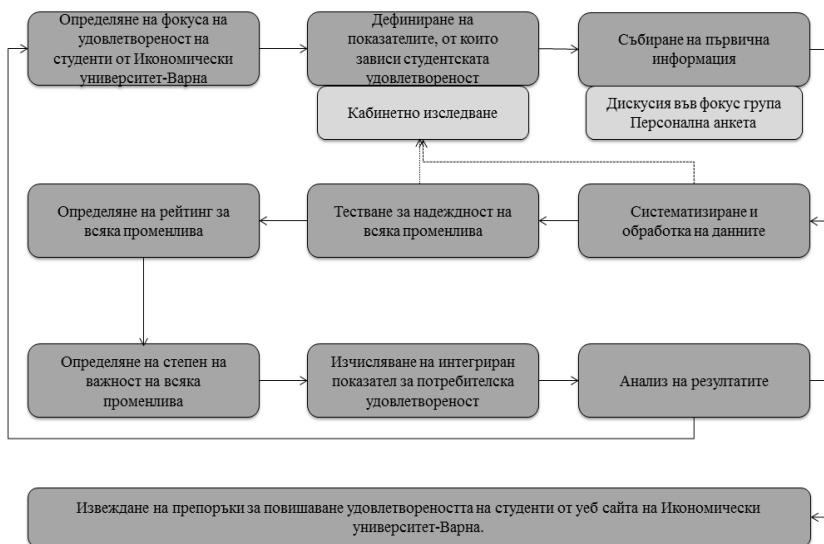 Определяне на фокуса на
удовлетвореност на
студенти от Икономически
университет-Варна
Дефиниране на
показателите, от които
зависи студентската
удовлетвореност
Събиране на първична
информация
Кабинетно изследване
Дискусия във фокус група
Персонална анкета
Определяне на рейтинг за
всяка променлива
Тестване за надеждност на
всяка променлива
Систематизиране и
обработка на данните
Определяне на степен на
важност на всяка
променлива
Изчисляване на интегриран
показател за потребителска
удовлетвореност
Анализ на резултатите
Извеждане на препоръки за повишаване удовлетвореността на студенти от уеб сайта на Икономически
университет-Варна.